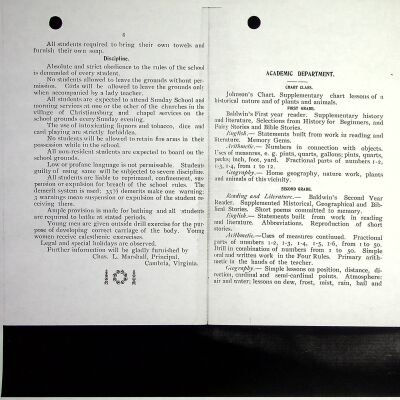 8
All students required to bring their own towels and
furnish their own soap.
Discipline.
Absolute and strict obedience to the rules of the school
is demanded of every student.
No students allowed to leave the grounds without per-
mission. Girls will be allowed to leave the grounds only
when accompanied by a lady teacher.
All students are expected to attend Sunday School and
morning services at one or other of the churches in the
village of Christiansburg and chapel services on the
school grounds every Sunday evening.
The use of intoxicating liquors and tobacco, dice and
card playing are strictly forbidden.
No students will be allowed to retain fire arms in their
possession while in the school.
All non-resident students are expected to board on the
school grounds.
Low or profane language is not permissable. Students
guilty of using same will be subjected to severe discipline.
All students are liable to reprimand, confinement, sus-
pension or expulsion for breach of the school rules. The
demerit system is used: 33⅓ demerits make one warning;
3 warnings mean suspension or expulsion of the student re-
ceiving them.
Ample provision is made for bathing and all students
are required to bathe at stated periods.
Young men are given military drill exercise for the pur-
pose of developing correct carriage of the body. Young
women receive calesthenic exercises.
Legal and special holidays are observed.
Further information will be gladly furnished by
Chas. L. Marshall, Principal,
Cambria, Virginia.
ACADEMIC DEPARTMENT.
CHART CLASS.
Johnson's Chart. Supplementary chart lessons of a
historical nature and of plants and animals.
FIRST GRADE.
Baldwin's First year reader. Supplementary history
and literature, Selections from History for Beginners, and
Fairy Stories and Bible Stories.
English.— Statements built from work in reading and
literature. Memory Gems.
Arithmetic.— Numbers in connection with objects.
Uses of measures, e. g. pints, quarts, gallons; pints, quarts,
pecks; inch, foot, yard. Fractional parts of numbers 1-2,
1-3, 1-4, from 1 to 12.
Geography.— Home geography, nature work, plants
and animals of this vicinity.
SECOND GRADE.
Reading and Literature.— Baldwin's Second Year
Reader. Supplemented Historical, Geographical and Bib-
lical Stories. Short poems committed to memory.
English.— Statements built from work in reading
and literature. Abbreviations. Reproduction of short
stories.
Arithmetic.—Uses of measures continued. Fractional
parts of numbers 1-2, 1-3, 1-4, 1-5, 1-6, from 1 to 50.
Drill in combination of numbers from 1 to 50. Simple
oral and written work in the Four Rules. Primary arith-
metic in the hands of the teacher.
Geography.— Simple lessons on position, distance, di-
rection, cardinal and semi-cardinal points. Atmosphere:
air and water; lessons on dew, frost, mist, rain, hail and